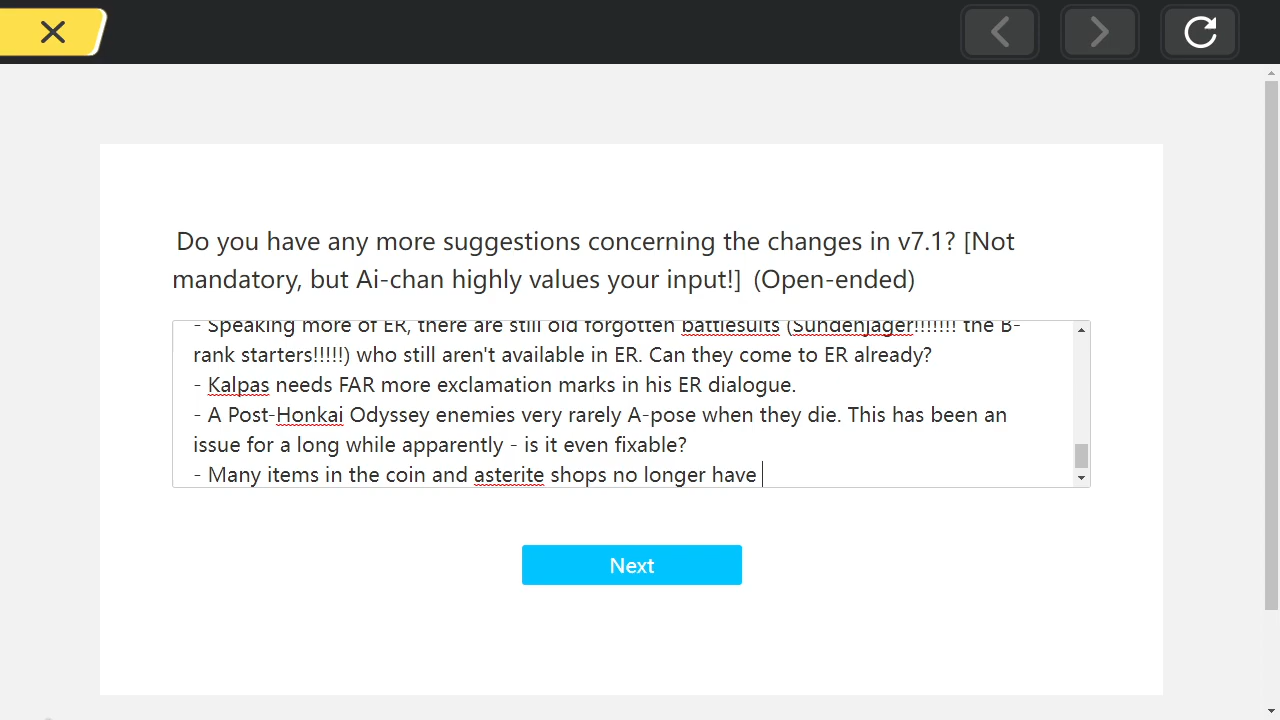 Do you have any more suggestions concerning the changes in v7.1? [Not
mandatory, but Ai-chan highly values your input!] (Open-ended)
- Speaking more of ER, there are still old forgotten battlesuits (Sundenjager!!!!!!! the B-
rank starters!!!!!) who still aren't available in ER. Can they come to ER already?
- Kalpas needs FAR more exclamation marks in his ER dialogue.
- A Post-Honkai Odyssey enemies very rarely A-pose when they die. This has been an
issue for a long while apparently - is it even fixable?
- Many items in the coin and asterite shops no longer have
Next